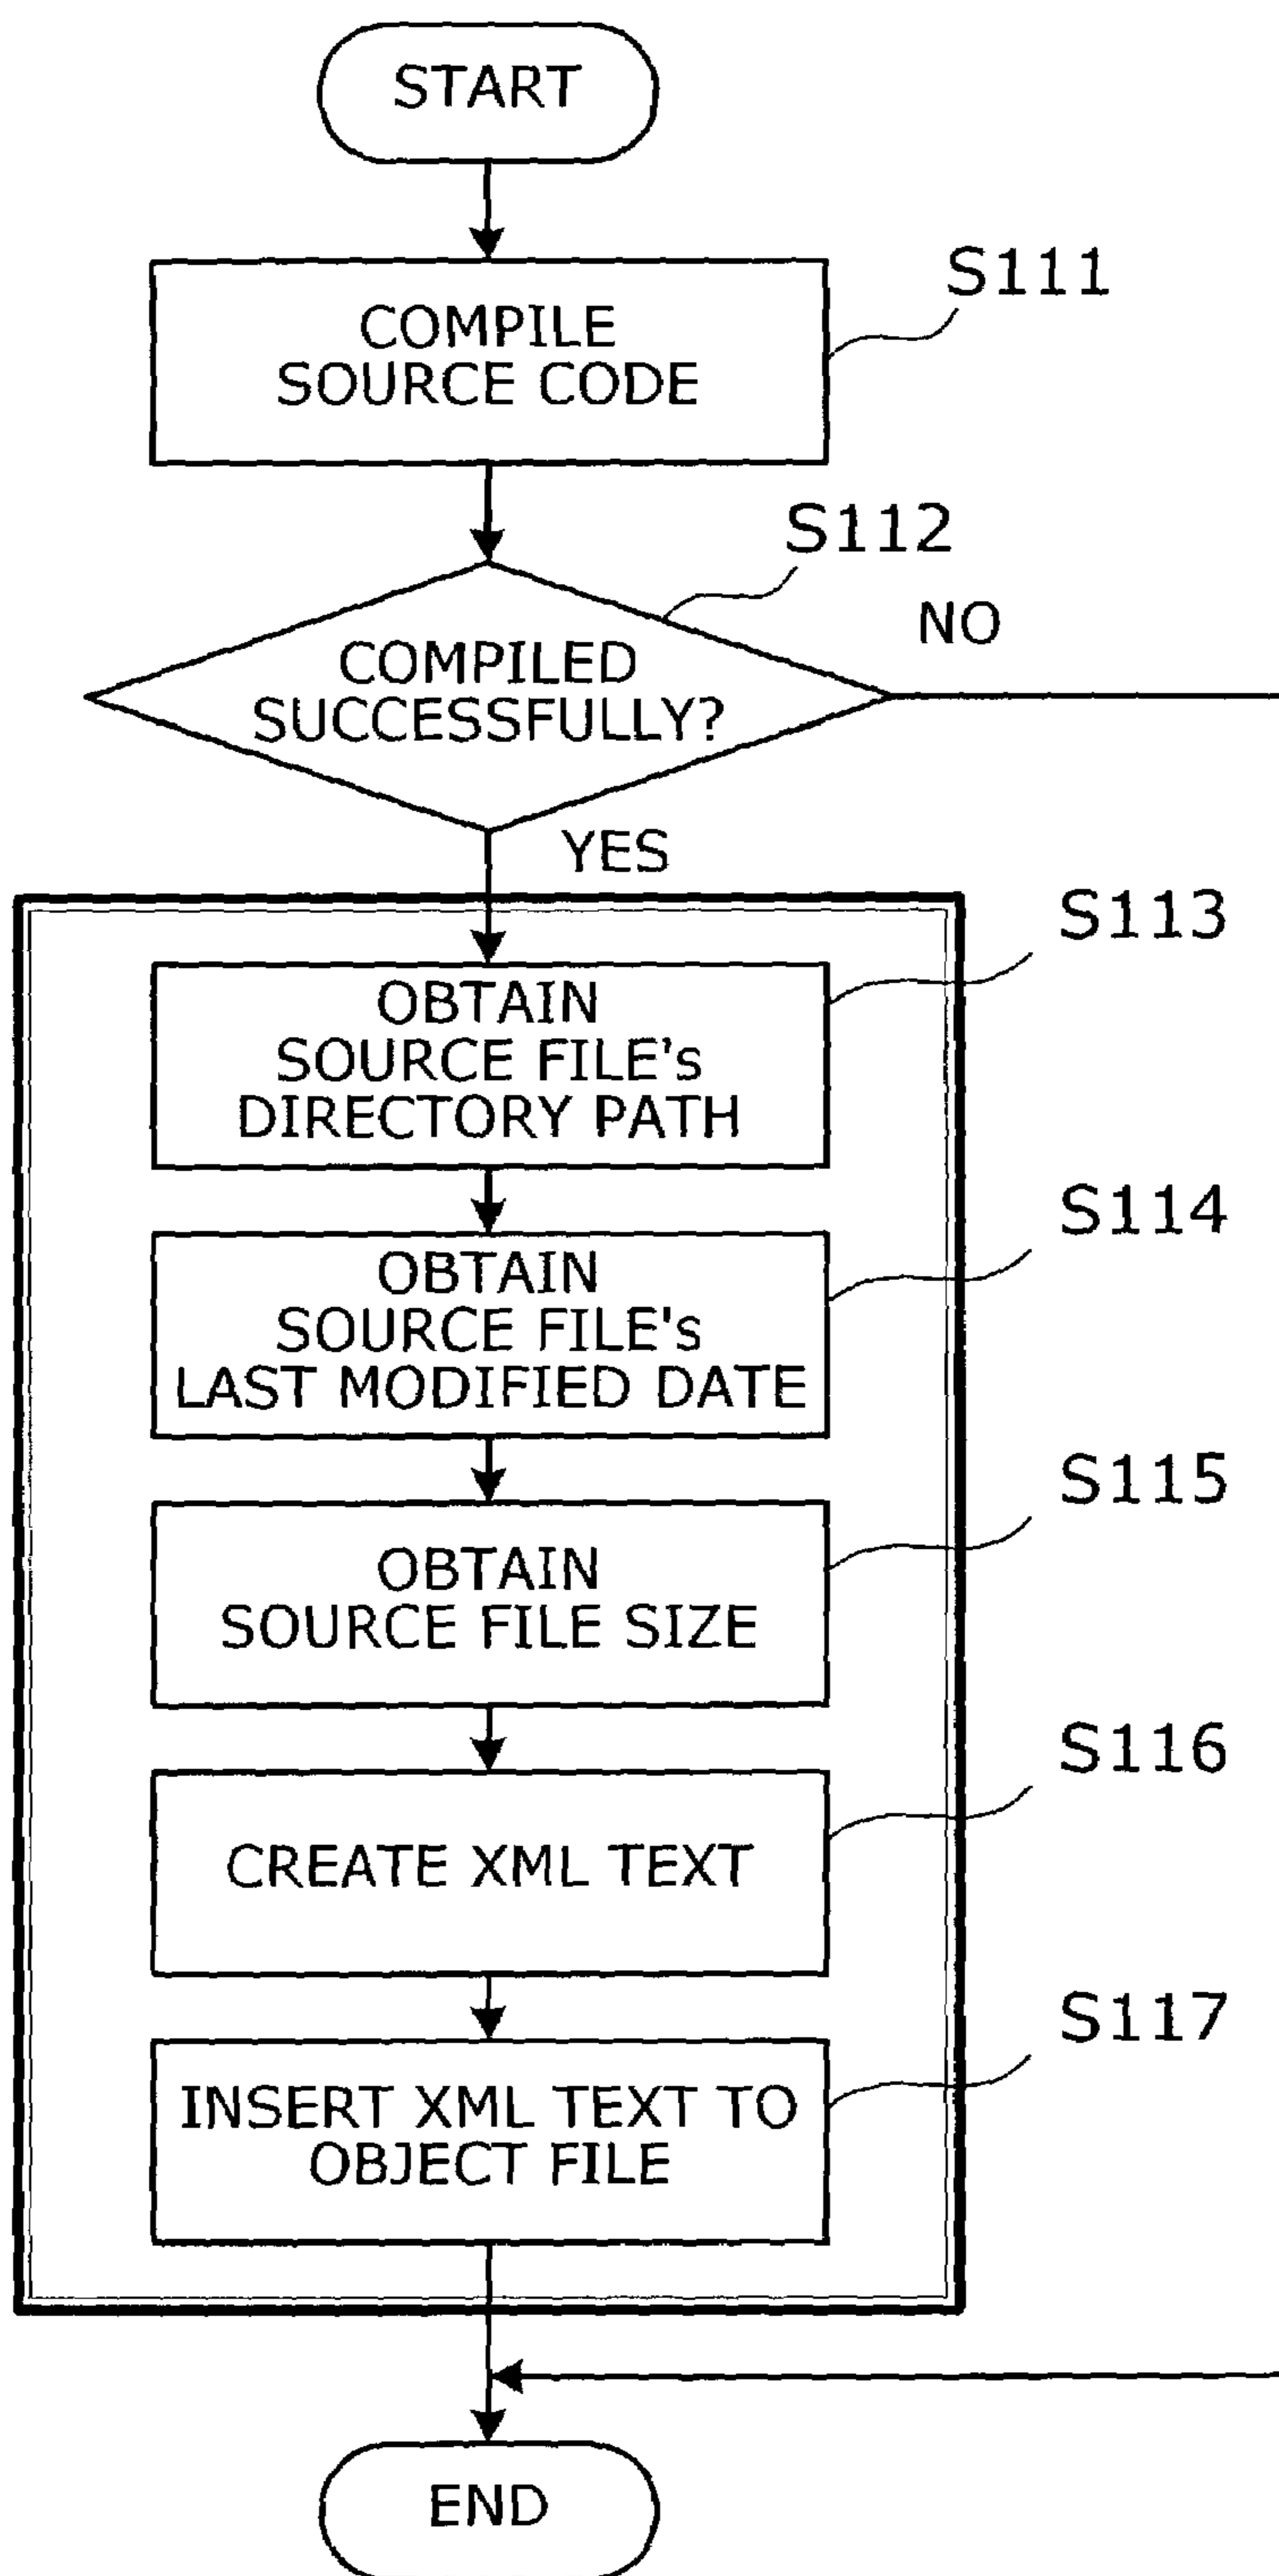 START
S111
COMPILE
SOURCE CODE
S112
NO
COMPILED
SUCCESSFULLY?
YES
S113
OBTAIN
SOURCE FILE's
DIRECTORY PATH
S114
OBTAIN
SOURCE FILE's
LAST MODIFIED DATE
S115
OBTAIN
SOURCE FILE SIZE
S116
CREATE XML TEXT
S117
INSERT XML TEXT TO
OBJECT FILE
END